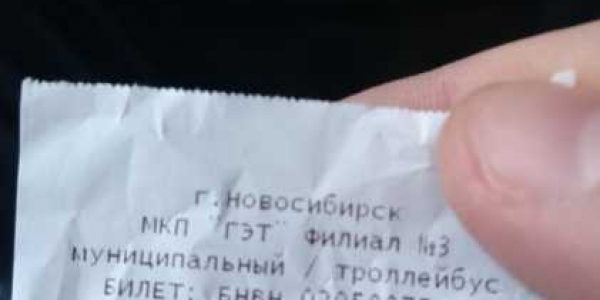 г.Новосибирск
МКП "ГЭТ" Филиал №3
муниципальный / троллейбус
БИЛЕТ: